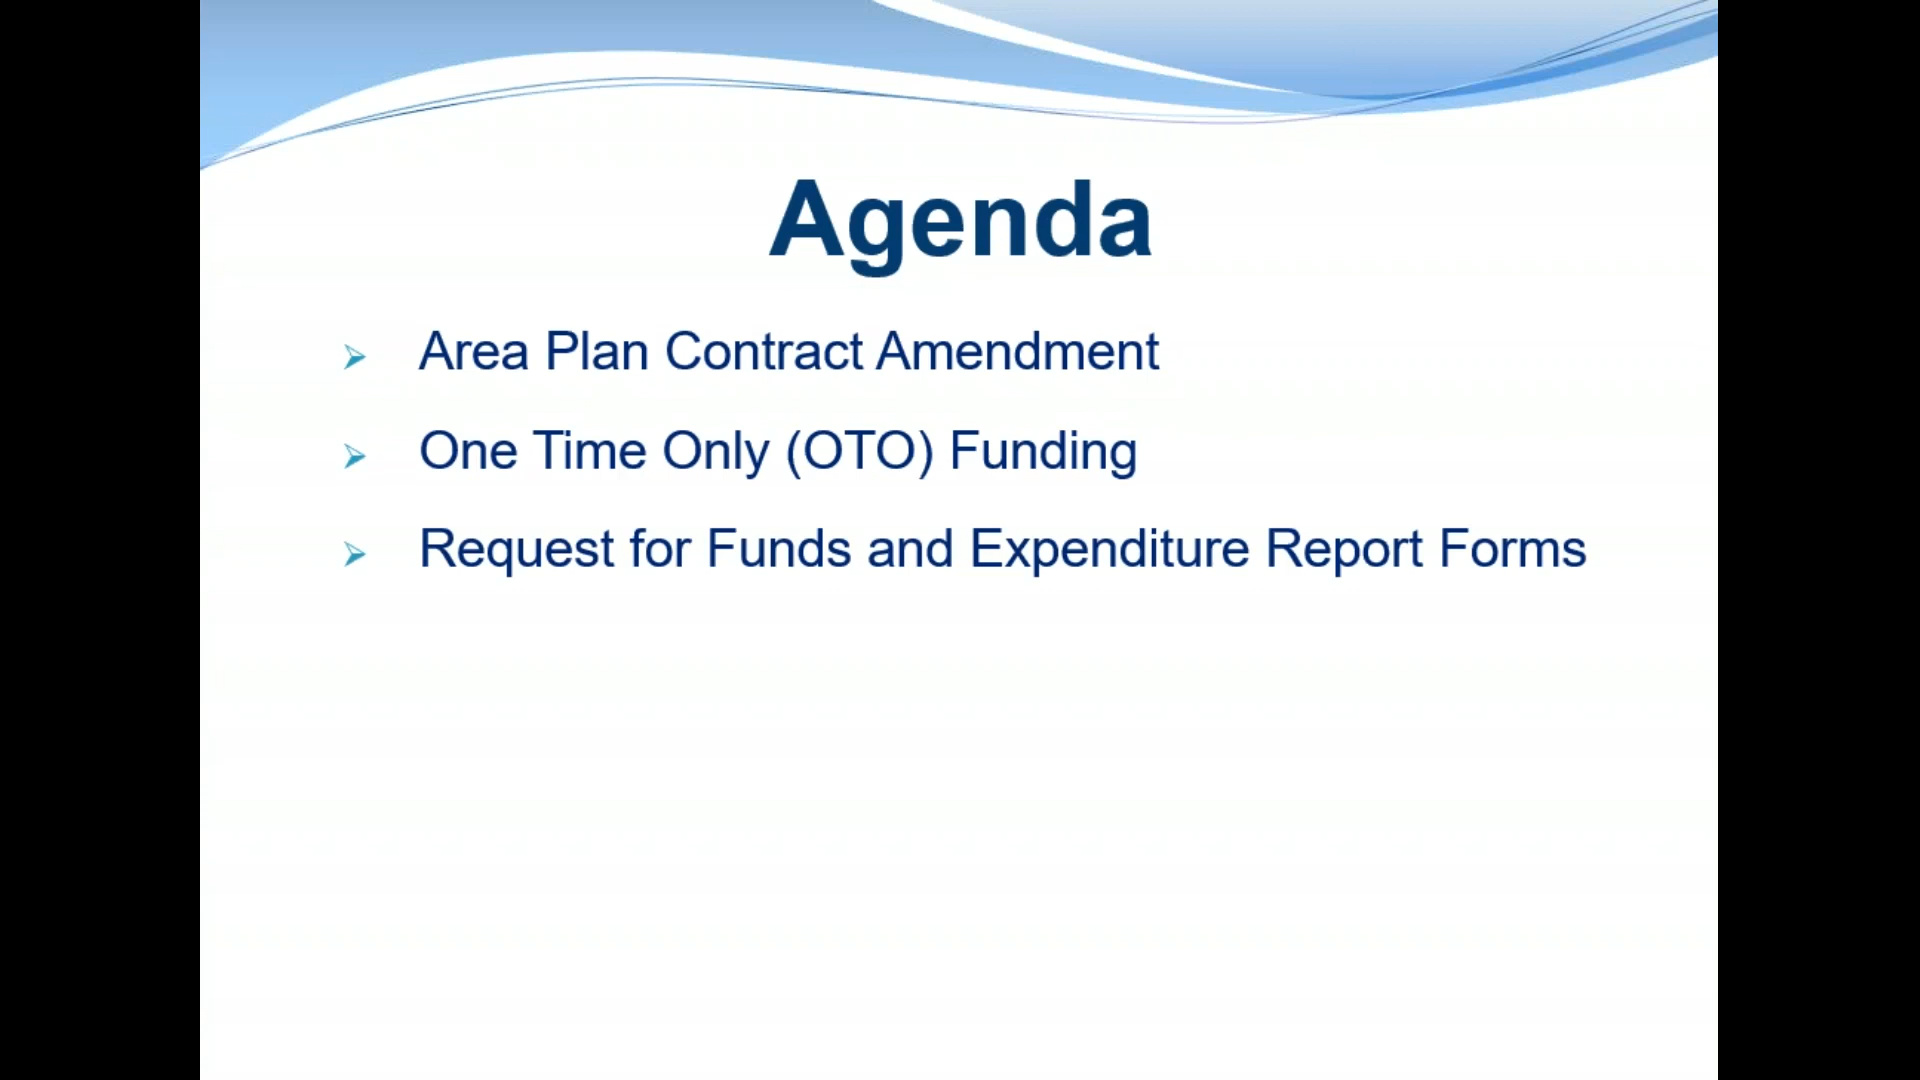 Agenda
Area Plan Contract Amendment
One Time Only (OTO) Funding
Request for Funds and Expenditure Report Forms